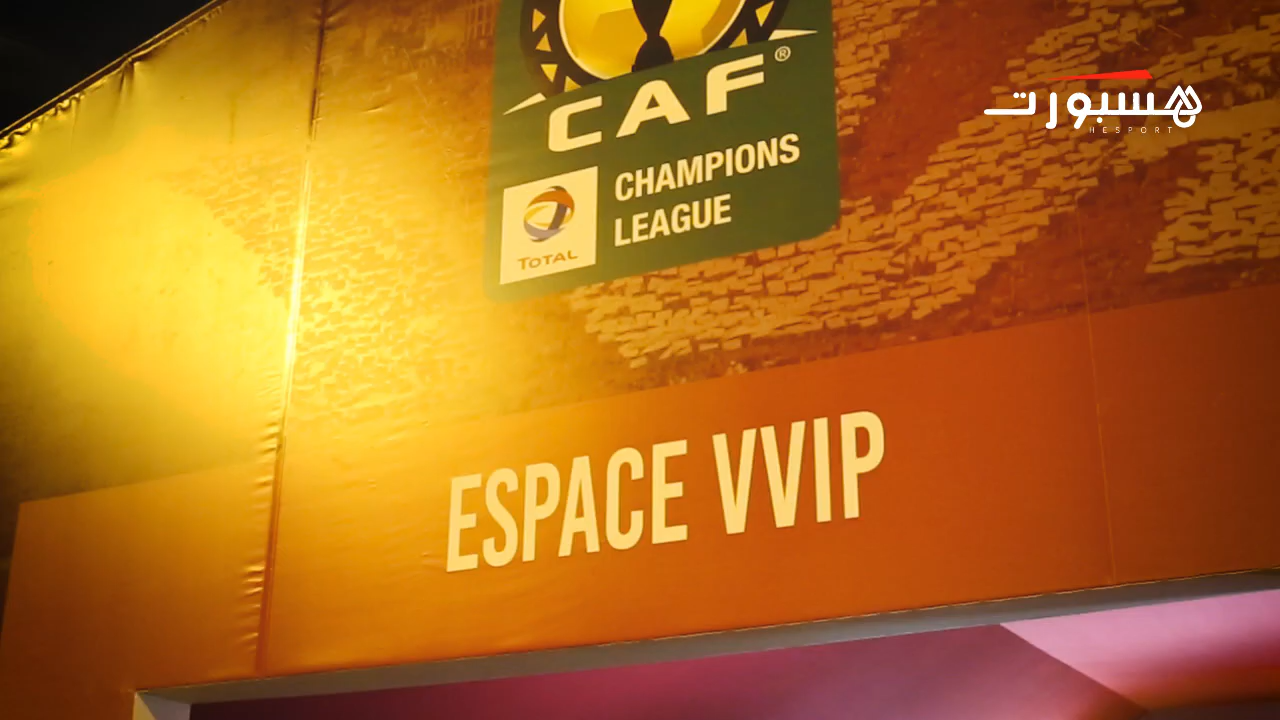 CAF®
CHAMPIONS
LEAGUE
TOTAL
ESPACE VVIP
هسبورت
HESPORT